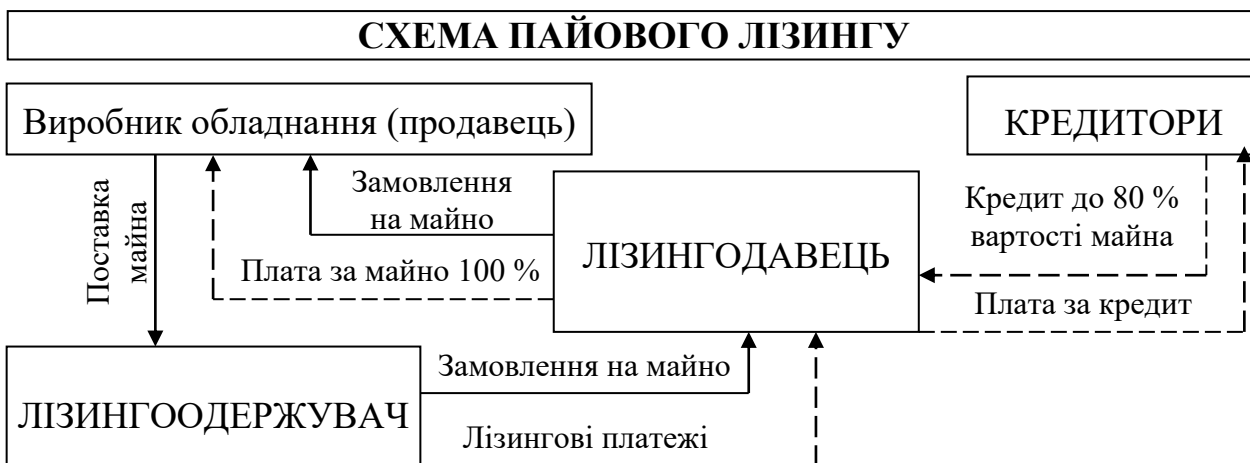 СХЕМА ПАЙОВОГО ЛІЗИНГУ
Виробник обладнання (продавець)
КРЕДИТОРИ
Поставка
майна
Замовлення
на майно
Плата за майно 100 %
ЛІЗИНГОДАВЕЦЬ
Кредит до 80 %
вартості майна
Плата за кредит
ЛІЗИНГООДЕРЖУВАЧ
Замовлення на майно
Лізингові платежі